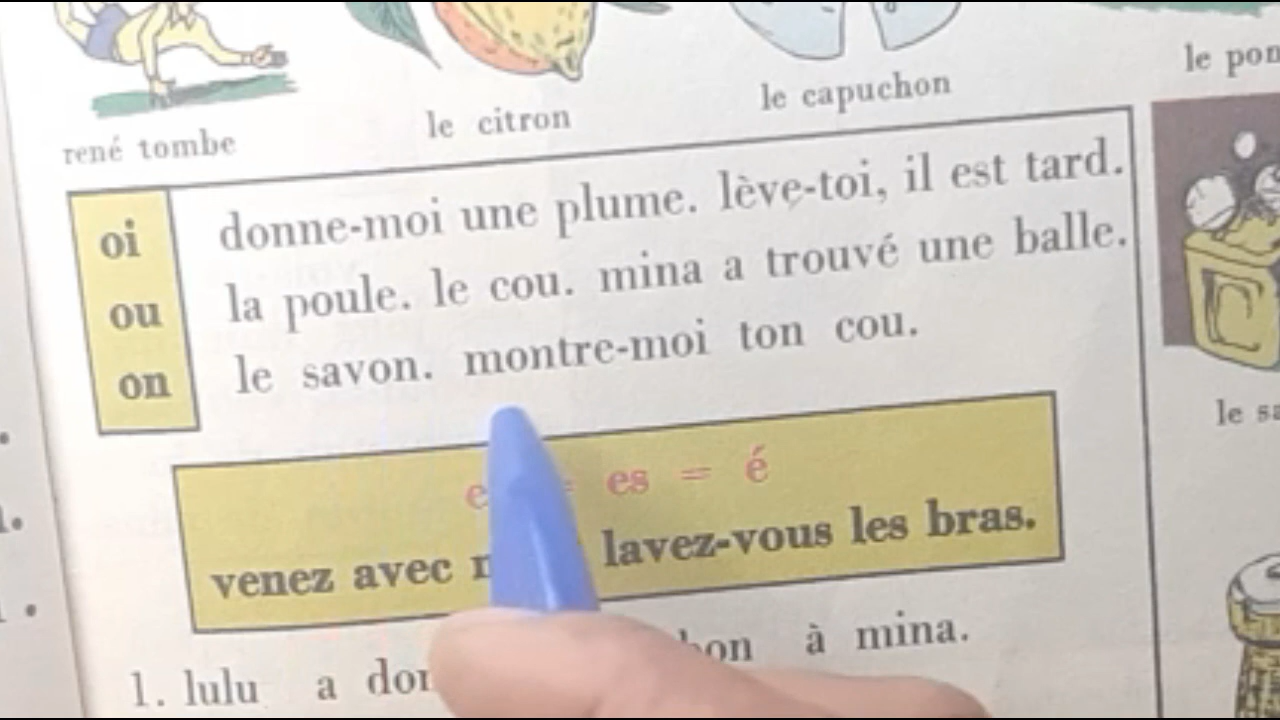 rené tombe
le citron
le capuchon
le
oi donne-moi une plume. lève-toi, il est tard.
ou la poule. le cou. mina a trouvé une balle.
on le savon. montre-moi ton cou.
le
= es = é
venez avec lavez-vous les bras.
1. lulu a à mina.